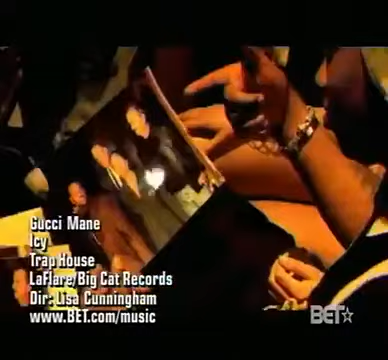 Gucci Mane
Icy
Trap House
LaFlare/Big Cat Records
Dir: Lisa Cunningham
www.BET.com/music
BET